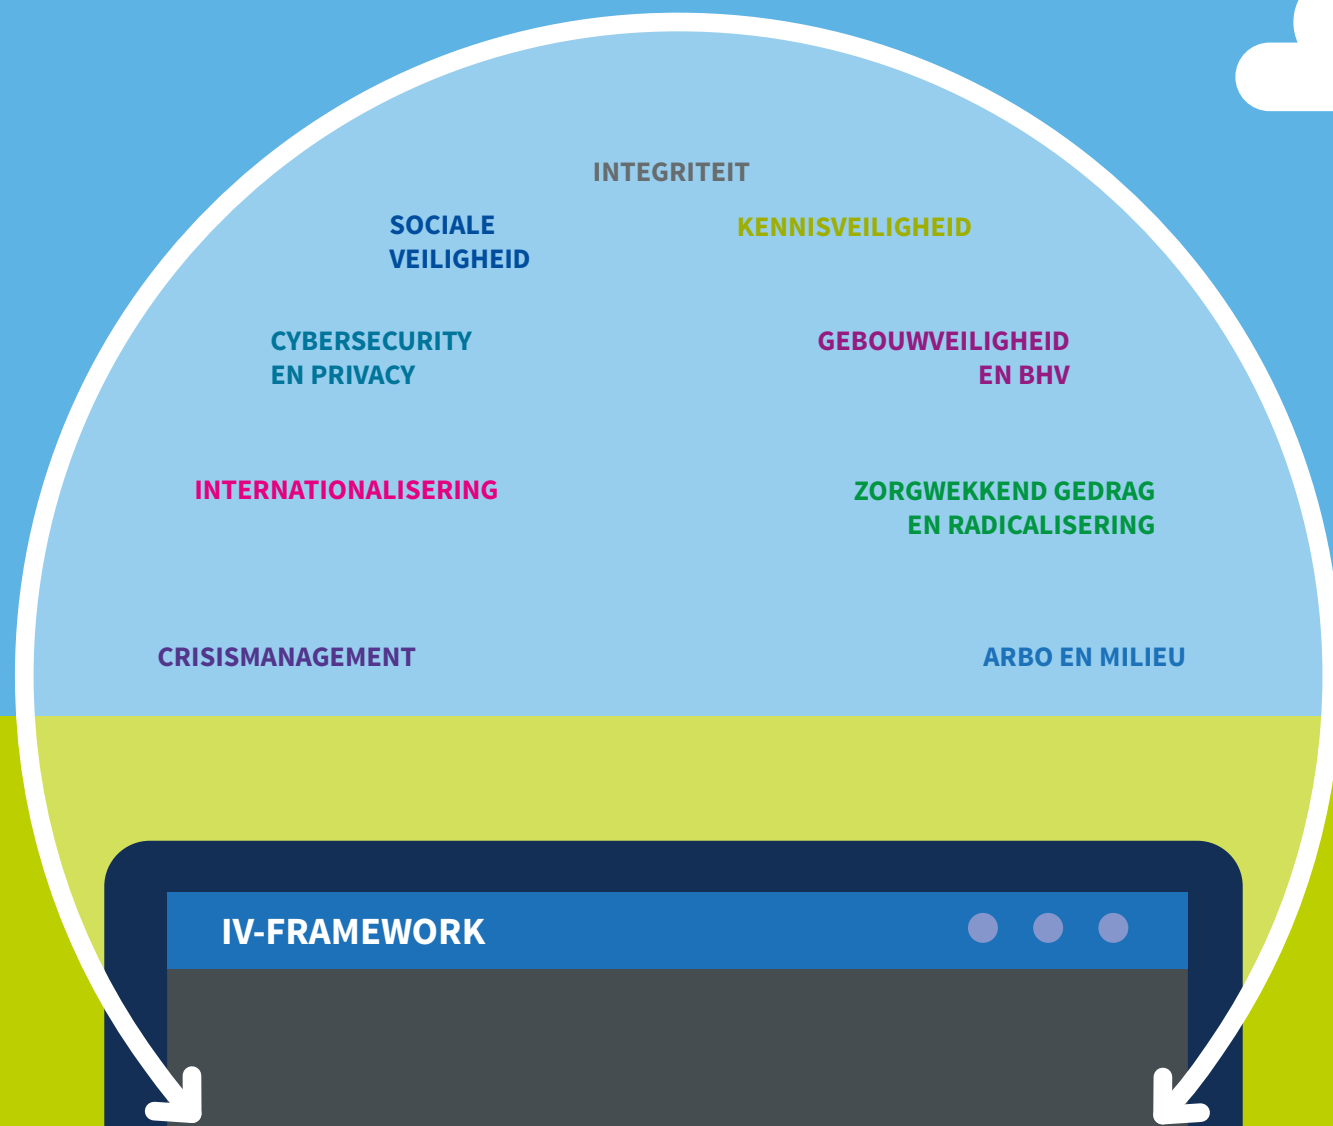 INTEGRITEIT
SOCIALE
VEILIGHEID
KENNISVEILIGHEID
CYBERSECURITY
EN PRIVACY
GEBOUWVEILIGHEID
EN BHV
INTERNATIONALISERING
ZORGWEKKEND GEDRAG
EN RADICALISERING
CRISISMANAGEMENT
ARBO EN MILIEU
IV-FRAMEWORK